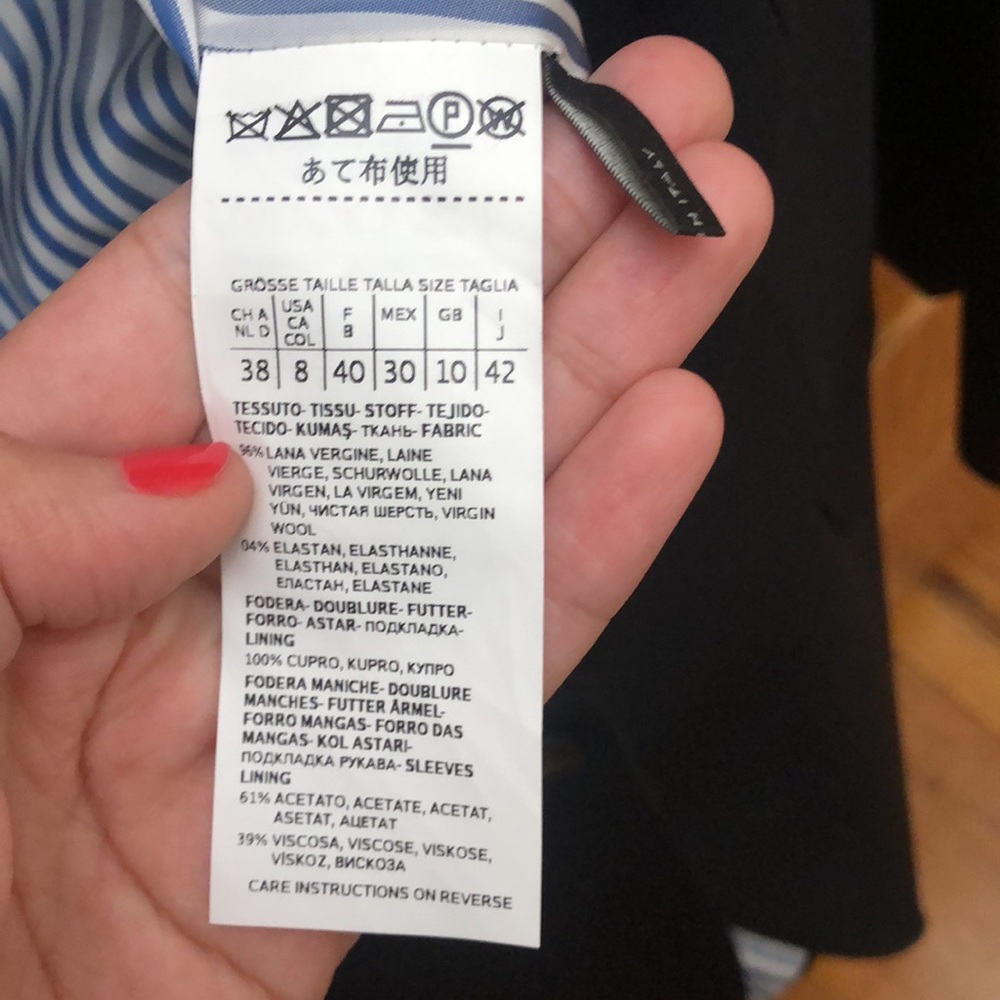 P W
あて布使用
GRÖSSE TAILLE TALLA SIZE TAGLIA
CH A NL D USA CA COL F B MEX GB I J
38 8 40 30 10 42
TESSUTO- TISSU- STOFF- TEJIDO-
TECIDO- KUMAŞ- ТКАНЬ- FABRIC
96% LANA VERGINE, LAINE
VIERGE, SCHURWOLLE, LANA
VIRGEN, LA VIRGEM, YENI
YÜN, ЧИСТАЯ ШЕРСТЬ, VIRGIN
WOOL
04% ELASTAN, ELASTHANNE,
ELASTHAN, ELASTANO,
ЕЛАСТАН, ELASTANE
FODERA- DOUBLURE- FUTTER-
FORRO- ASTAR- ПОДКЛАДКА-
LINING
100% CUPRO, KUPRO, КУПРО
FODERA MANICHE- DOUBLURE
MANCHES- FUTTER ÄRMEL-
FORRO MANGAS- FORRO DAS
MANGAS- KOL ASTARI-
ПОДКЛАДКА РУКАВА- SLEEVES
LINING
61% ACETATO, ACETATE, ACETAT,
ASETAT, АЦЕТАТ
39% VISCOSA, VISCOSE, VISKOSE,
VİSKOZ, ВИСКОЗА
CARE INSTRUCTIONS ON REVERSE
N ITALY